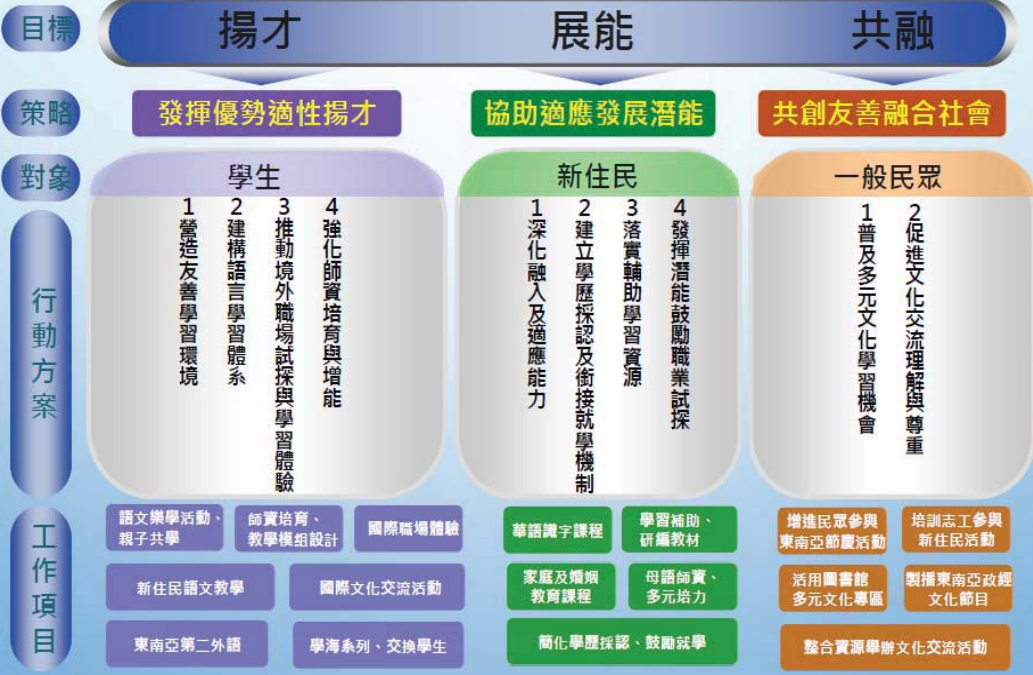 目標
揚才
展能
共融
策略
發揮優勢適性揚才
協助適應發展潛能
共創友善融合社會
對象
學生
新住民
一般民眾
行動方案
1營造友善學習環境
2建構語言學習體系
3推動境外職場試探與學習體驗
4強化師資培育與增能
1深化融入及適應能力
2建立學歷採認及銜接就學機制
3落實輔助學習資源
4發揮潛能鼓勵職業試探
1普及多元文化學習機會
2促進文化交流理解與尊重
工作項目
語文樂學活動、
親子共學
師資培育、
教學模組設計
國際職場體驗
新住民語文教學
國際文化交流活動
東南亞第二外語
學海系列、交換學生
華語識字課程
學習補助、
研編教材
家庭及婚姻
教育課程
母語師資、
多元培力
簡化學歷採認、鼓勵就學
增進民眾參與
東南亞節慶活動
培訓志工參與
新住民活動
活用圖書館
多元文化專區
製播東南亞政經
文化節目
整合資源舉辦文化交流活動